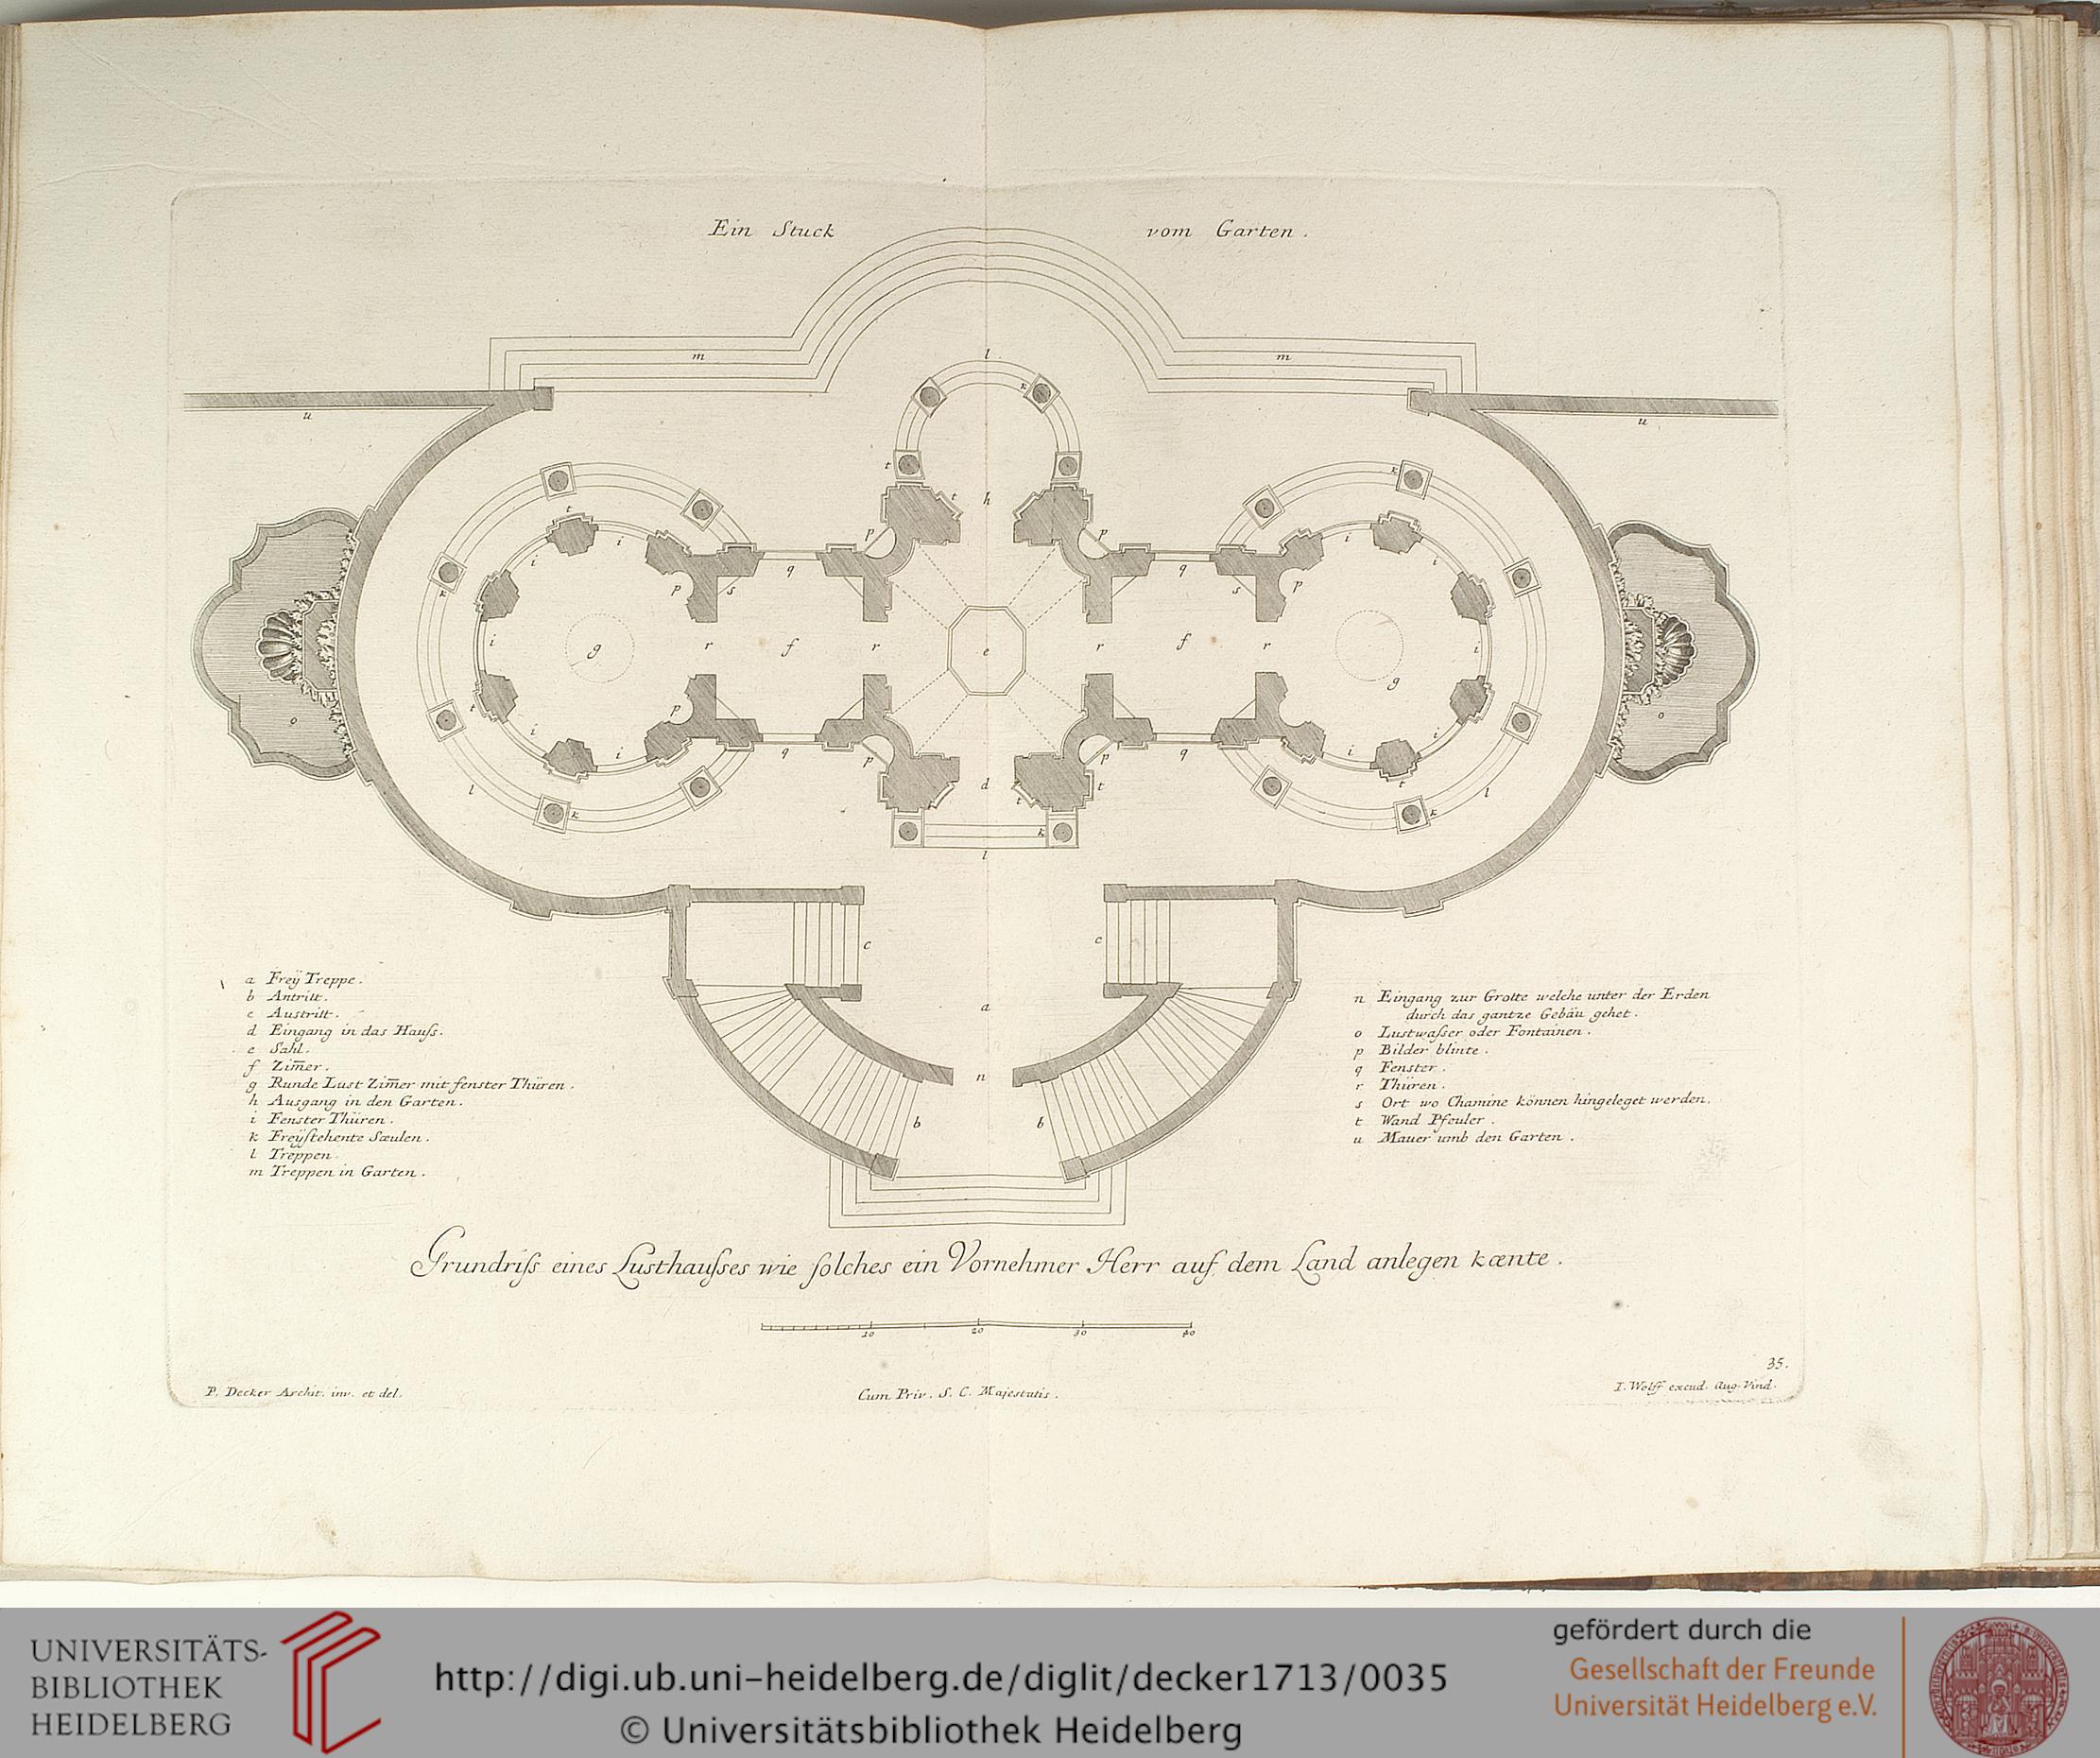 Ein Stuck vom Garten.
a Freÿ Treppe.
b Antritt.
c Austritt.
d Eingang in das Hauſs.
e Sahl.
f Zim̄er.
g Runde Lust Zim̄er mit fenster Thüren.
h Ausgang in den Garten.
i Fenster Thüren.
k Freÿſtehente Sæulen.
l Treppen.
m Treppen in Garten.
n Eingang zur Grotte welche unter der Erden
durch das gantze Gebäu gehet.
o Lustwaſser oder Fontainen.
p Bilder blinte.
q Fenster.
r Thüren.
s Ort wo Chamine können hingeleget werden.
t Wand Pfeuler.
u Mauer umb den Garten.
Grundriſs eines Lusthauſses wie ſolches ein Vornehmer Herr auf dem Land anlegen kœnte.
10 20 30 40
35.
P. Decker Archit. inv. et del.
Cum Priv. S. C. Majestatis.
I. Wolff excud. Aug. Vind.
UNIVERSITÄTS-
BIBLIOTHEK
HEIDELBERG
http://digi.ub.uni-heidelberg.de/diglit/decker1713/0035
© Universitätsbibliothek Heidelberg
gefördert durch die
Gesellschaft der Freunde
Universität Heidelberg e.V.